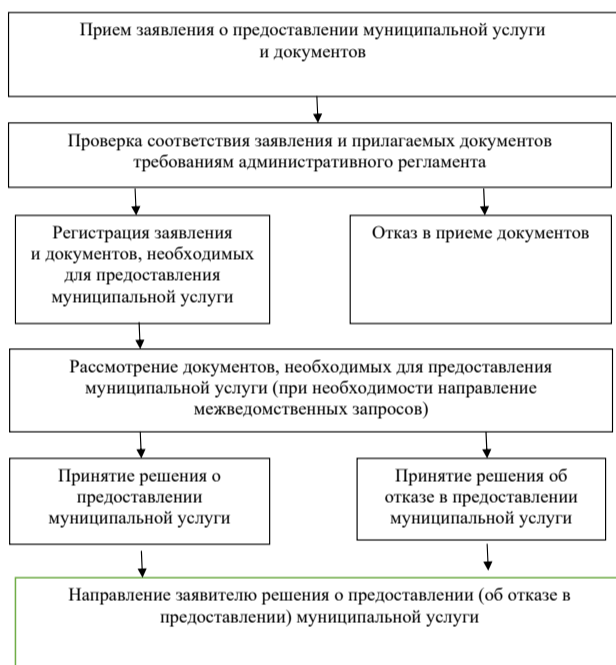 Прием заявления о предоставлении муниципальной услуги
и документов
Проверка соответствия заявления и прилагаемых документов
требованиям административного регламента
Регистрация заявления
и документов, необходимых
для предоставления
муниципальной услуги
Отказ в приеме документов
Рассмотрение документов, необходимых для предоставления
муниципальной услуги (при необходимости направление
межведомственных запросов)
Принятие решения о
предоставлении
муниципальной услуги
Принятие решения об
отказе в предоставлении
муниципальной услуги
Направление заявителю решения о предоставлении (об отказе в
предоставлении) муниципальной услуги